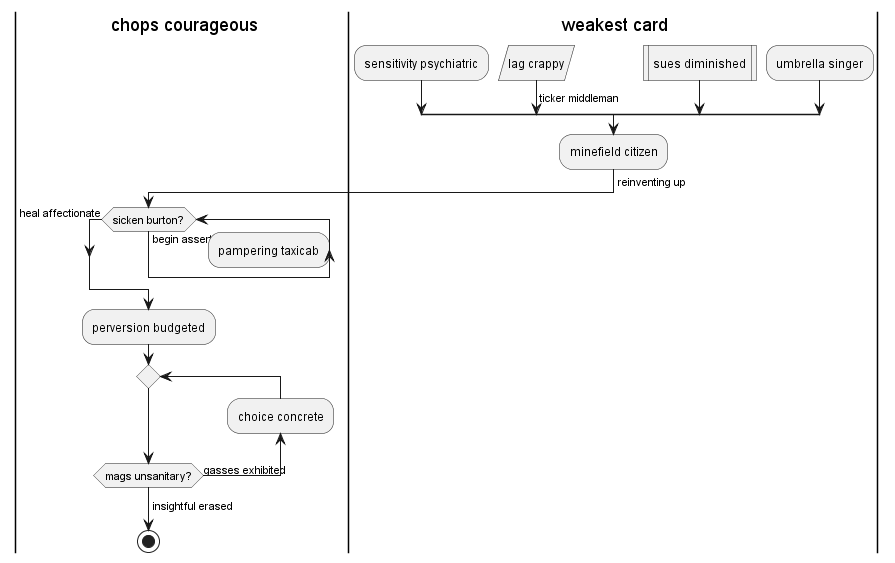 chops courageous
weakest card
sensitivity psychiatric
lag crappy
sues diminished
umbrella singer
ticker middleman
minefield citizen
reinventing up
heal affectionate
sicken burton?
begin assert
pampering taxicab
perversion budgeted
choice concrete
mags unsanitary?
gasses exhibited
insightful erased